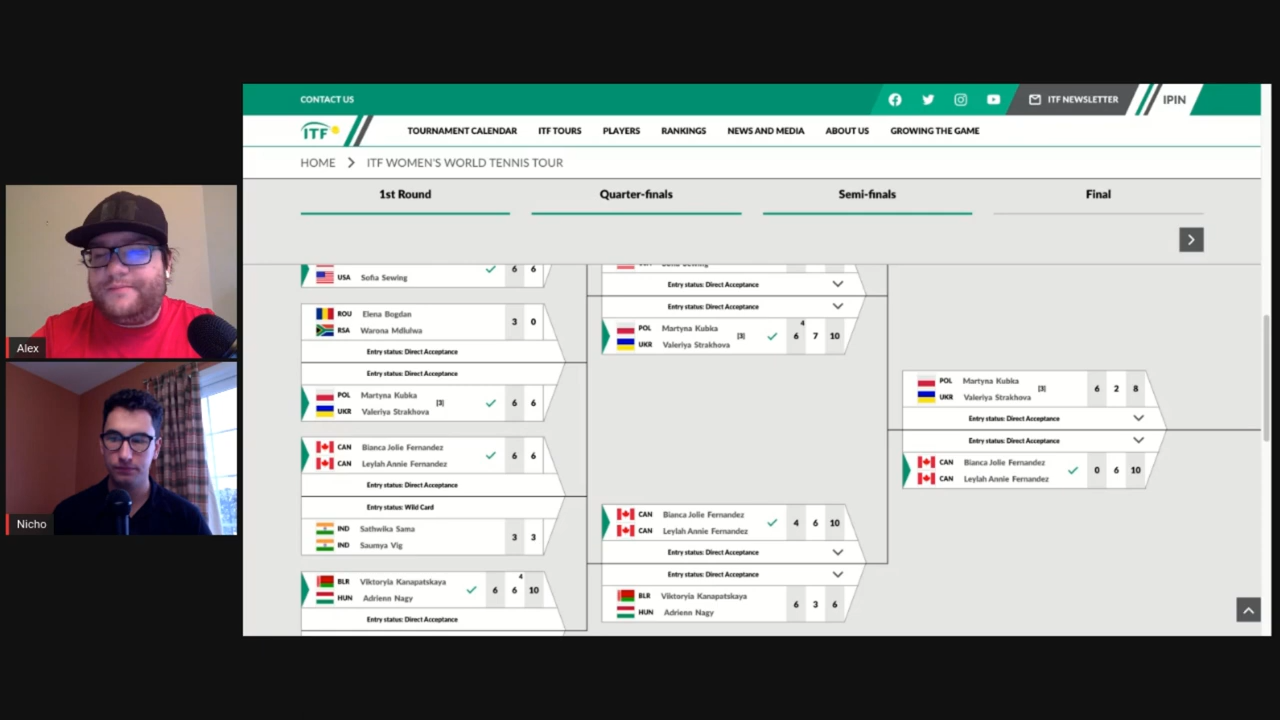 CONTACT US
ITF NEWSLETTER
IPIN
ITF
TOURNAMENT CALENDAR ITF TOURS PLAYERS RANKINGS NEWS AND MEDIA ABOUT US GROWING THE GAME
HOME > ITF WOMEN'S WORLD TENNIS TOUR
1st Round Quarter-finals Semi-finals Final
USA Sofia Sewing 6 6
ROU Elena Bogdan
RSA Warona Mdlulwa
3 0
Entry status: Direct Acceptance
Entry status: Direct Acceptance
POL Martyna Kubka
UKR Valeriya Strakhova
[3] 6 6
CAN Bianca Jolie Fernandez
CAN Leylah Annie Fernandez
6 6
Entry status: Direct Acceptance
Entry status: Wild Card
IND Sathwika Sama
IND Saumya Vig
3 3
BLR Viktoryia Kanapatskaya
HUN Adrienn Nagy
6 6 4 10
Entry status: Direct Acceptance
Entry status: Direct Acceptance
Entry status: Direct Acceptance
POL Martyna Kubka
UKR Valeriya Strakhova
[3] 6 4 7 10
CAN Bianca Jolie Fernandez
CAN Leylah Annie Fernandez
4 6 10
Entry status: Direct Acceptance
Entry status: Direct Acceptance
BLR Viktoryia Kanapatskaya
HUN Adrienn Nagy
6 3 6
POL Martyna Kubka
UKR Valeriya Strakhova
[3] 6 2 8
Entry status: Direct Acceptance
Entry status: Direct Acceptance
CAN Bianca Jolie Fernandez
CAN Leylah Annie Fernandez
0 6 10
Alex
Nicho